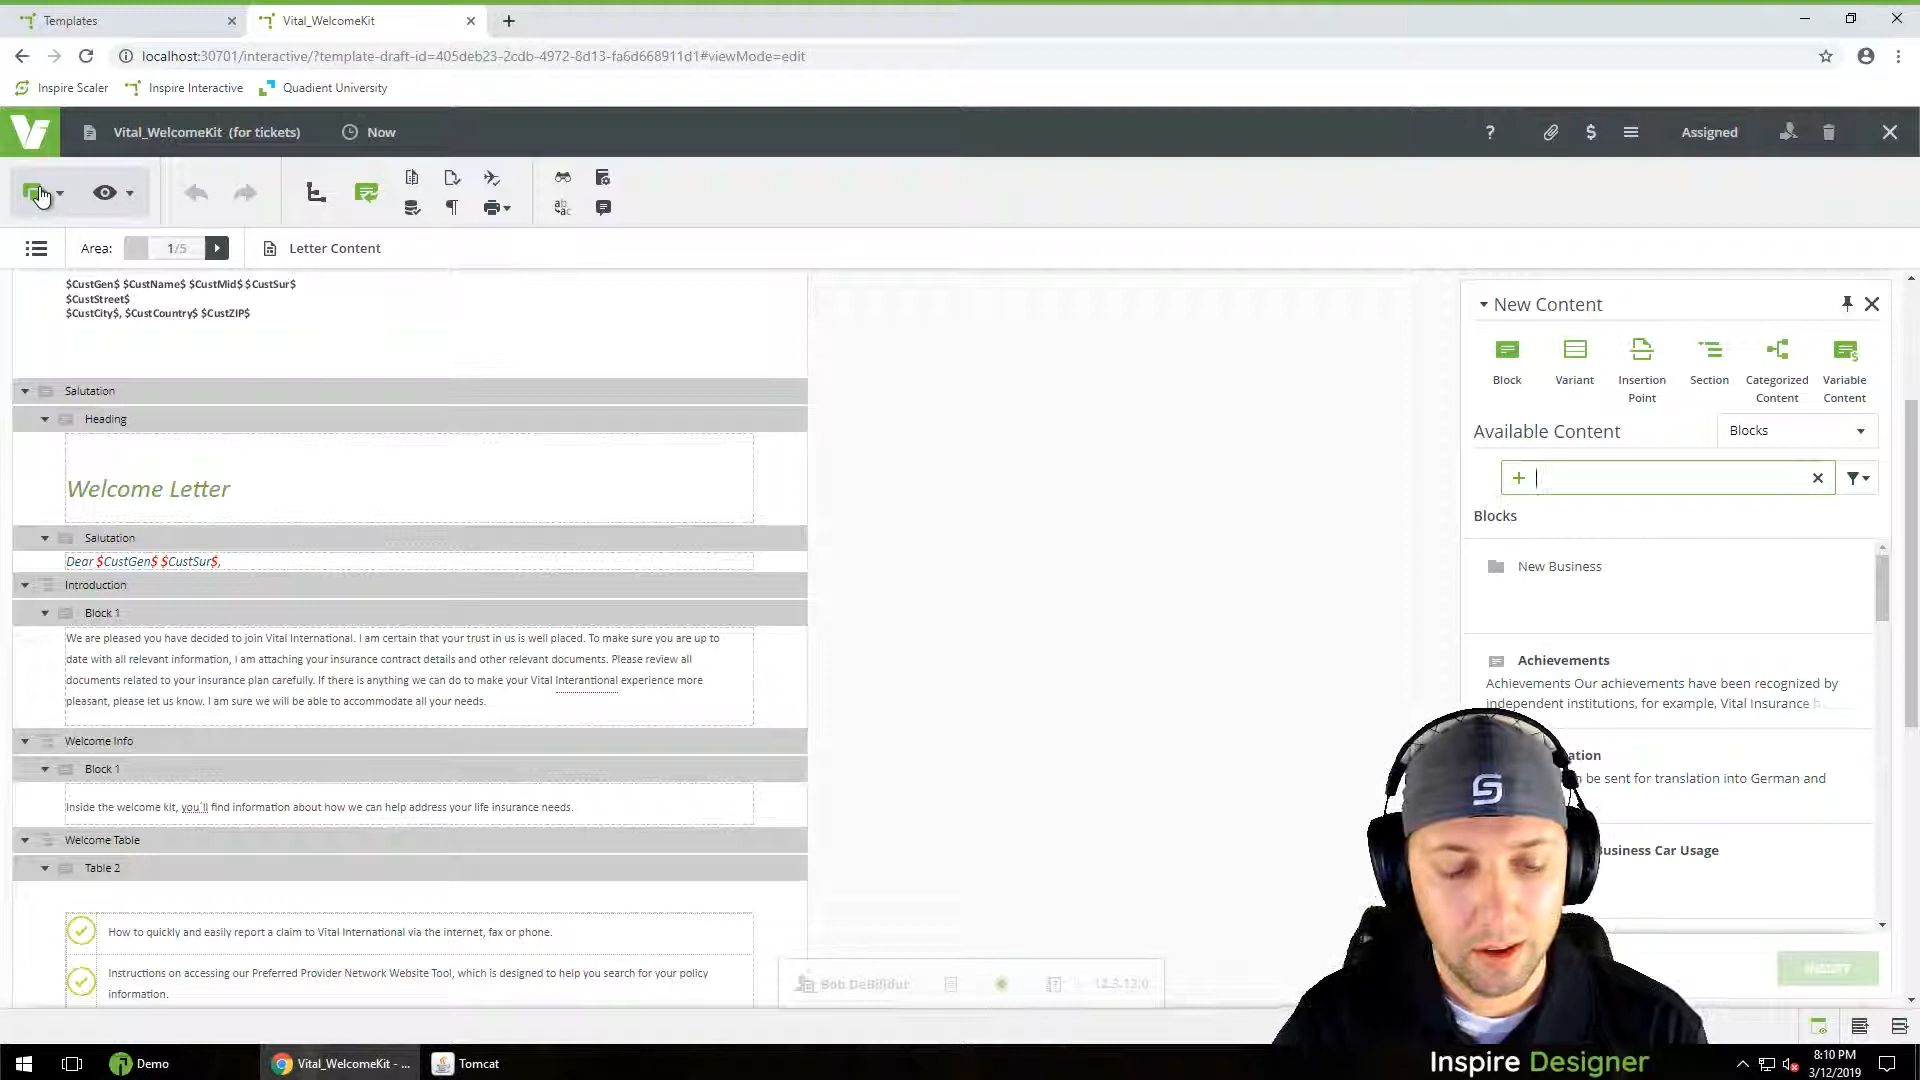 Templates
Vital_WelcomeKit
localhost:30701/interactive/?template-draft-id=405deb23-2cdb-4972-8d13-fa6d668911d1#viewMode=edit
Inspire Scaler
Inspire Interactive
Quadient University
Vital_WelcomeKit (for tickets)
Now
?
$
Assigned
Area:
1/5
Letter Content
$CustGen$ $CustName$ $CustMid$ $CustSur$
$CustStreet$
$CustCity$, $CustCountry$ $CustZIP$
Salutation
Heading
Welcome Letter
Salutation
Dear $CustGen$ $CustSur$,
Introduction
Block 1
We are pleased you have decided to join Vital International. I am certain that your trust in us is well placed. To make sure you are up to
date with all relevant information, I am attaching your insurance contract details and other relevant documents. Please review all
documents related to your insurance plan carefully. If there is anything we can do to make your Vital Interantional experience more
pleasant, please let us know. I am sure we will be able to accommodate all your needs.
Welcome Info
Block 1
Inside the welcome kit, you´ll find information about how we can help address your life insurance needs.
Welcome Table
Table 2
How to quickly and easily report a claim to Vital International via the internet, fax or phone.
Instructions on accessing our Preferred Provider Network Website Tool, which is designed to help you search for your policy
information.
New Content
Block
Variant
Insertion
Point
Section
Categorized
Content
Variable
Content
Available Content
Blocks
Blocks
New Business
Achievements
Achievements Our achievements have been recognized by
independent institutions, for example, Vital Insurance
be sent for translation into German and
Business Car Usage
INSERT
Bob DeBilldut
12.3.12.0
Inspire Designer
Demo
Vital_WelcomeKit - ...
Tomcat
8:10 PM
3/12/2019